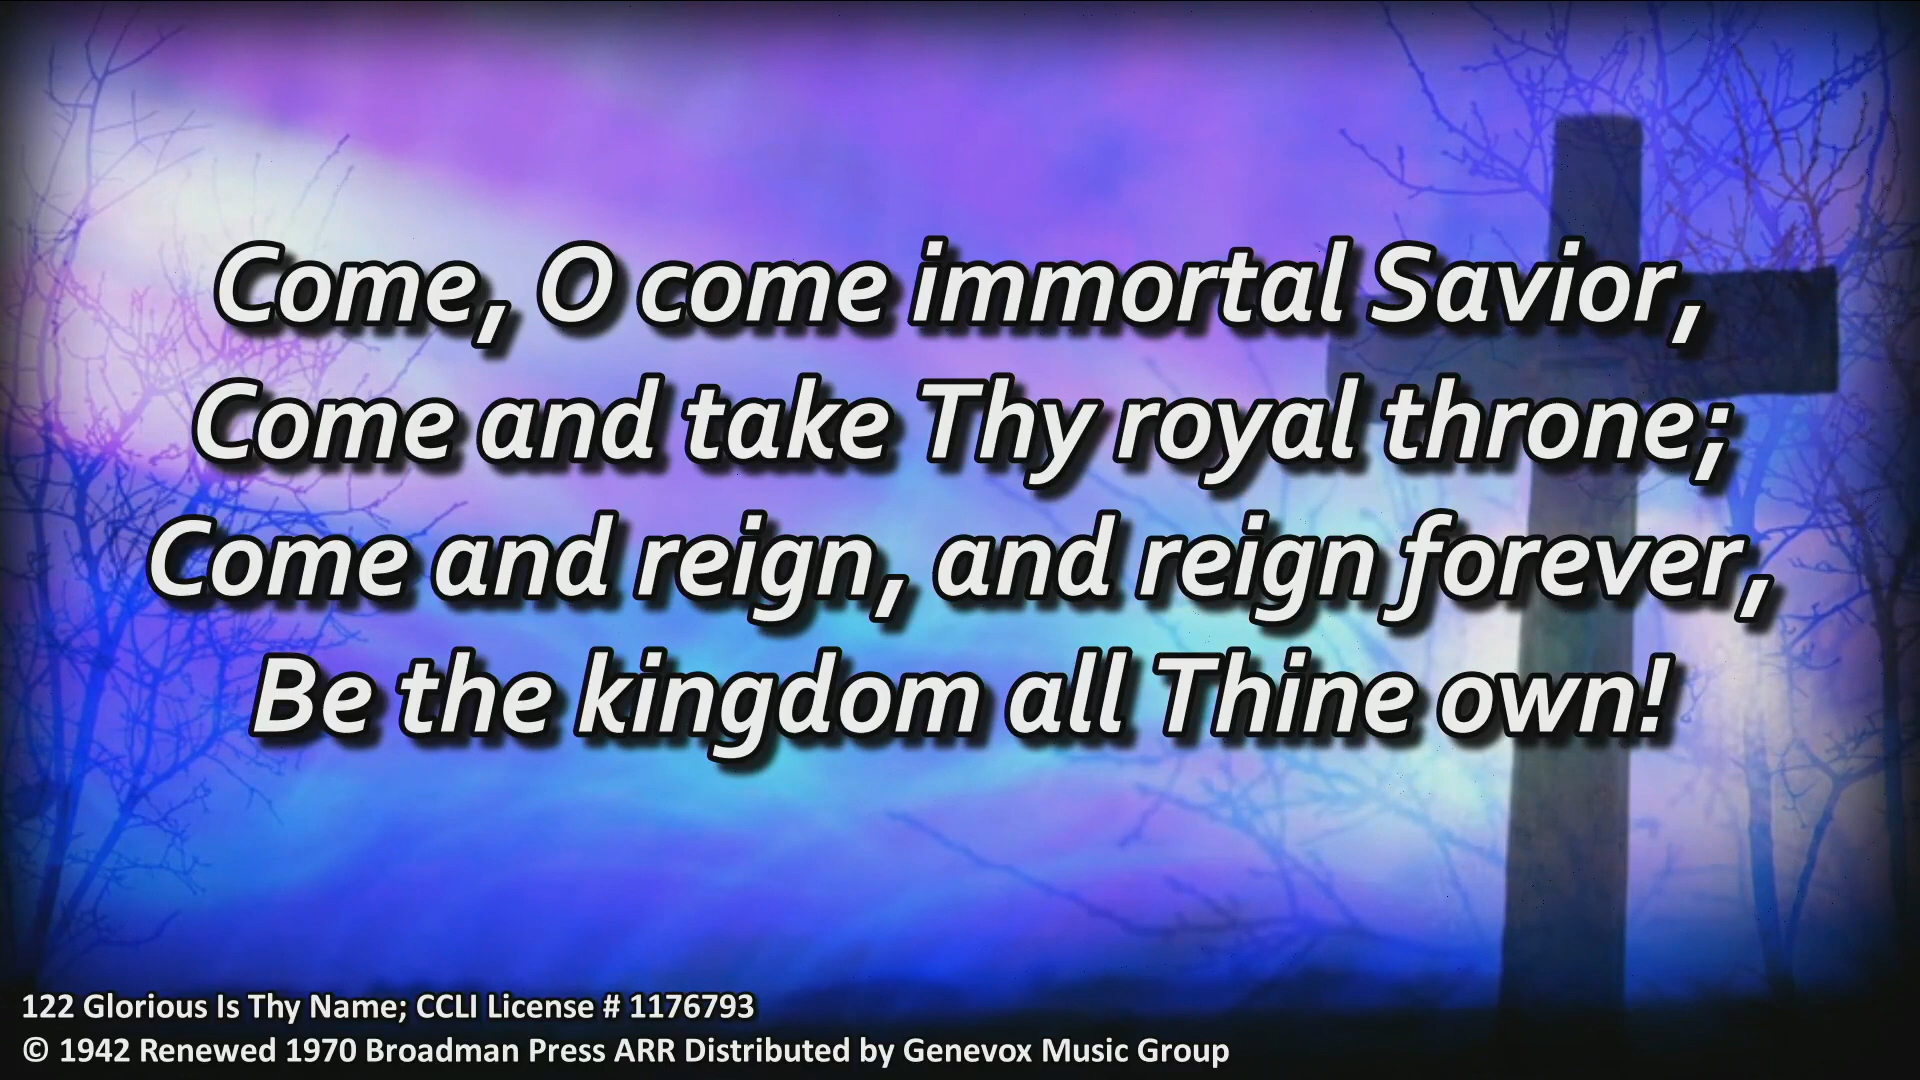 Come, O come immortal Savior,
Come and take Thy royal throne;
Come and reign, and reign forever,
Be the kingdom all Thine own!
122 Glorious Is Thy Name; CCLI License # 1176793
© 1942 Renewed 1970 Broadman Press ARR Distributed by Genevox Music Group